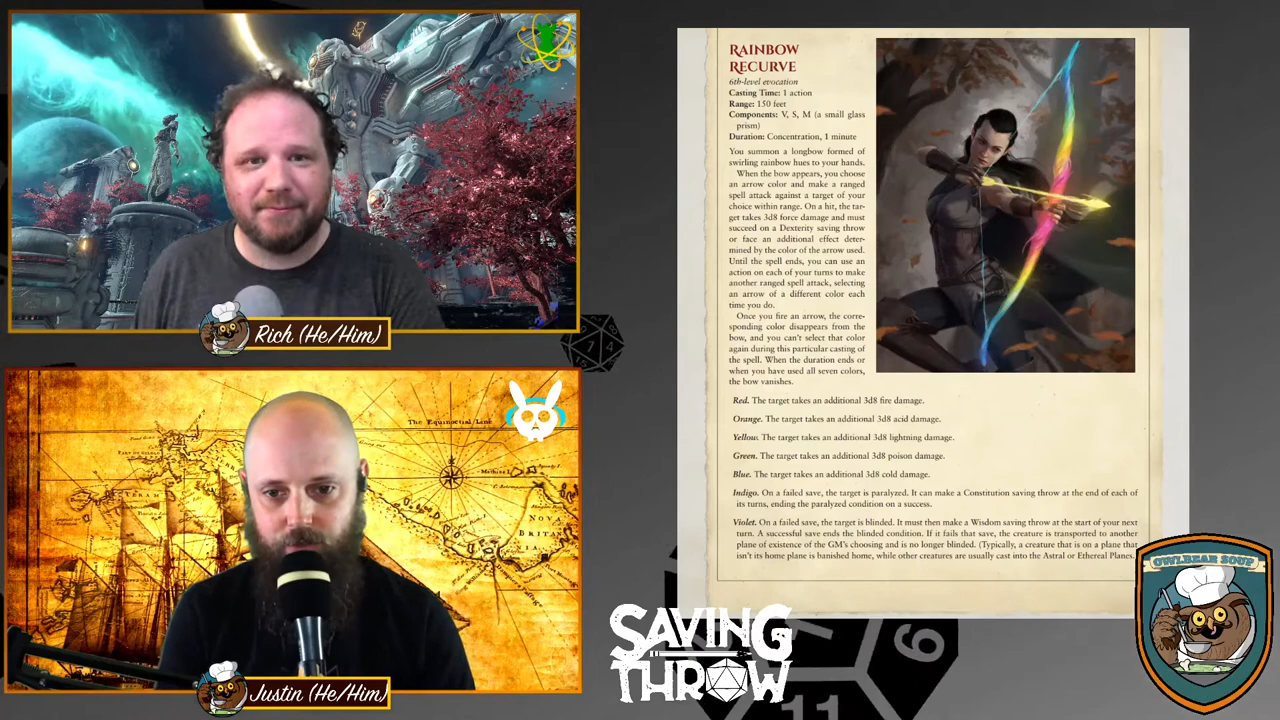 RAINBOW
RECURVE
6th-level evocation
Casting Time: 1 action
Range: 150 feet
Components: V, S, M (a small glass
prism)
Duration: Concentration, 1 minute
You summon a longbow formed of
swirling rainbow hues to your hands.
When the bow appears, you choose
an arrow color and make a ranged
spell attack against a target of your
choice within range. On a hit, the tar-
get takes 3d8 force damage and must
succeed on a Dexterity saving throw
or face an additional effect deter-
mined by the color of the arrow used.
Until the spell ends, you can use an
action on each of your turns to make
another ranged spell attack, selecting
an arrow of a different color each
time you do.
Once you fire an arrow, the corre-
sponding color disappears from the
bow, and you can't select that color
again during this particular casting of
the spell. When the duration ends or
when you have used all seven colors,
the bow vanishes.
Red. The target takes an additional 3d8 fire damage.
Orange. The target takes an additional 3d8 acid damage.
Yellow. The target takes an additional 3d8 lightning damage.
Green. The target takes an additional 3d8 poison damage.
Blue. The target takes an additional 3d8 cold damage.
Indigo. On a failed save, the target is paralyzed. It can make a Constitution saving throw at the end of each of
its turns, ending the paralyzed condition on a success.
Violet. On a failed save, the target is blinded. It must then make a Wisdom saving throw at the start of your next
turn. A successful save ends the blinded condition. If it fails that save, the creature is transported to another
plane of existence of the GM's choosing and is no longer blinded. (Typically, a creature that is on a plane that
isn't its home plane is banished home, while other creatures are usually cast into the Astral or Ethereal Planes.
Rich (He/Him)
The Equinoctial Line
Justin (He/Him)
SAVING
THROW
OWLBEAR SOUP
1
4
6
11